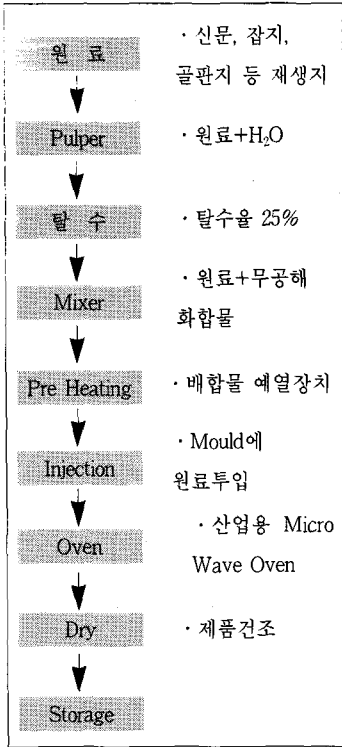 원 료
· 신문, 잡지,
골판지 등 재생지
Pulper
· 원료+H₂O
탈 수
· 탈수율 25%
Mixer
· 원료+무공해
화합물
Pre Heating
· 배합물 예열장치
Injection
· Mould에
원료투입
Oven
· 산업용 Micro
Wave Oven
Dry
· 제품건조
Storage